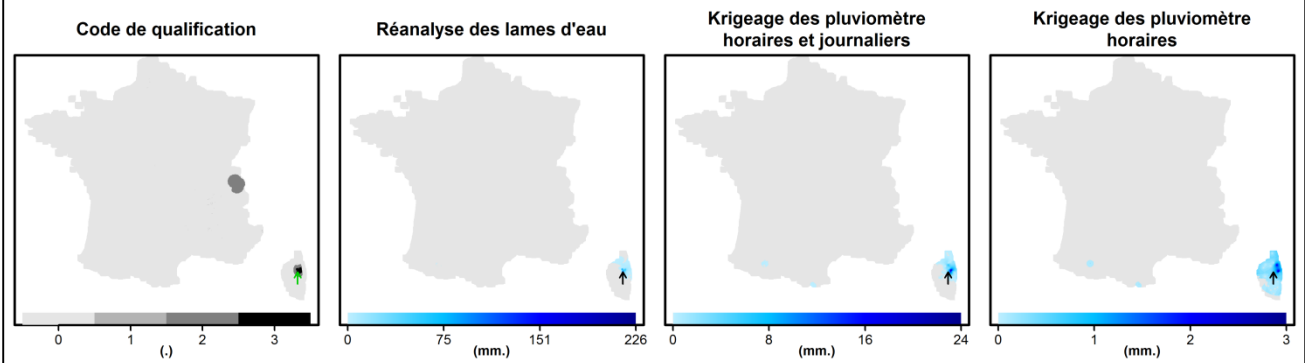 Code de qualification
Réanalyse des lames d'eau
Krigeage des pluviomètre
horaires et journaliers
Krigeage des pluviomètre
horaires
0 1 2 3
(.)
0 75 151 226
(mm.)
0 8 16 24
(mm.)
0 1 2 3
(mm.)